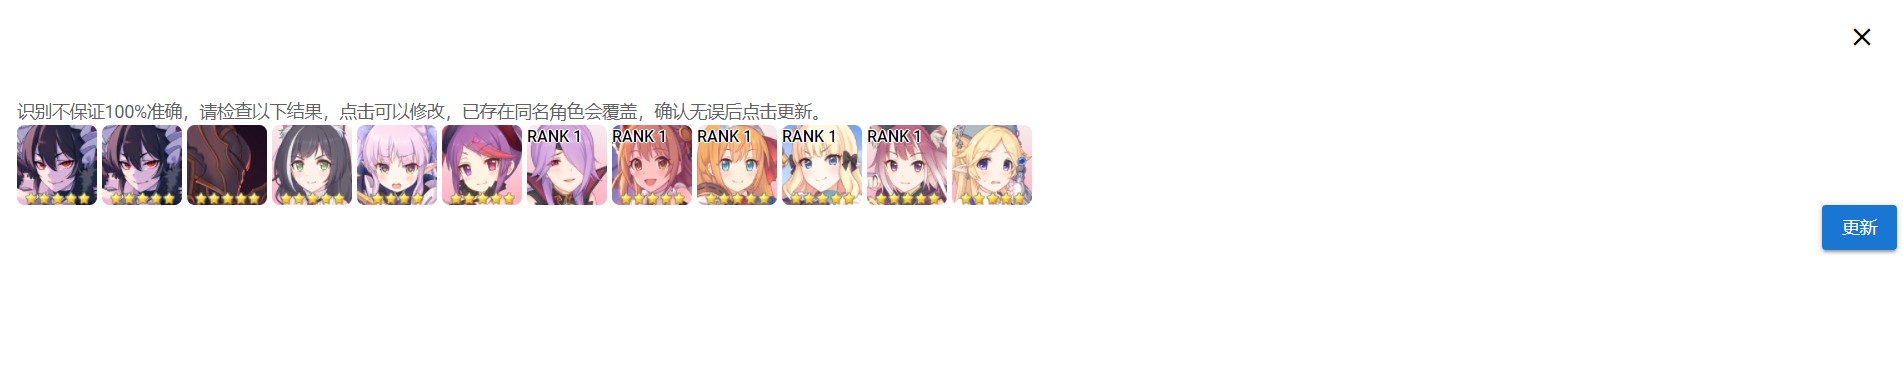 识别不保证100%准确，请检查以下结果，点击可以修改，已存在同名角色会覆盖，确认无误后点击更新。
RANK 1 RANK 1 RANK 1 RANK 1 RANK 1
更新